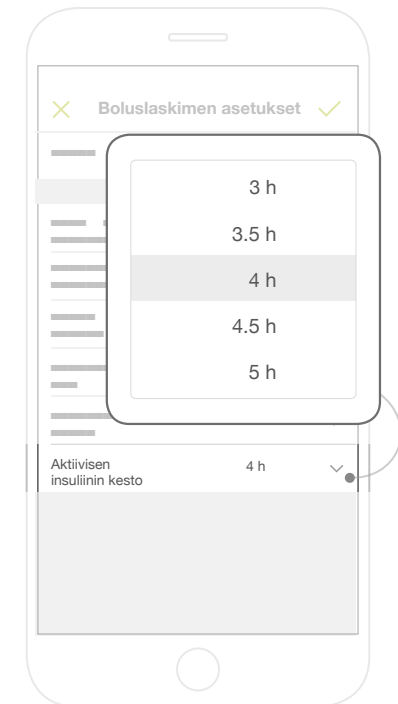 Boluslaskimen asetukset
3 h
3.5 h
4 h
4.5 h
5 h
Aktiivisen
insuliinin kesto
4 h